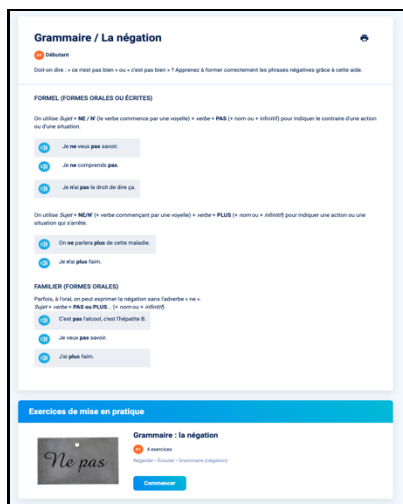 Grammaire / La négation
A1 Débutant
Doit-on dire : « ce n'est pas bien » ou « c'est pas bien » ? Apprenez à former correctement les phrases négatives grâce à cette aide.
FORMEL (FORMES ORALES OU ÉCRITES)
On utilise Sujet + NE / N' (le verbe commence par une voyelle) + verbe + PAS (+ nom ou + infinitif) pour indiquer le contraire d'une action
ou d'une situation.
Je ne veux pas savoir.
Je ne comprends pas.
Je n'ai pas le droit de dire ça.
On utilise Sujet + NE/N' (+ verbe commençant par une voyelle) + verbe + PLUS (+ nom ou + infinitif) pour indiquer une action ou une
situation qui s'arrête.
On ne parlera plus de cette maladie.
Je n'ai plus faim.
FAMILIER (FORMES ORALES)
Parfois, à l'oral, on peut exprimer la négation sans l'adverbe « ne ».
Sujet + verbe + PAS ou PLUS... (+ nom ou + infinitif)
C'est pas l'alcool, c'est l'hépatite B.
Je veux pas savoir.
J'ai plus faim.
Exercices de mise en pratique
Grammaire : la négation
A1 4 exercices
Regarder • Écouter • Grammaire (négation)
Ne pas
Commencer